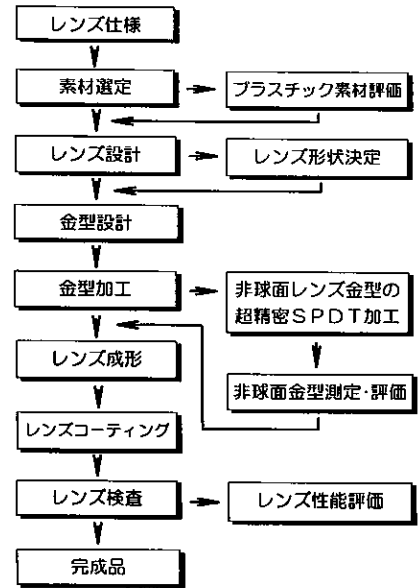 レンズ仕様
素材選定
プラスチック素材評価
レンズ設計
レンズ形状決定
金型設計
金型加工
非球面レンズ金型の
超精密SPDT加工
レンズ成形
非球面金型測定・評価
レンズコーティング
レンズ検査
レンズ性能評価
完成品